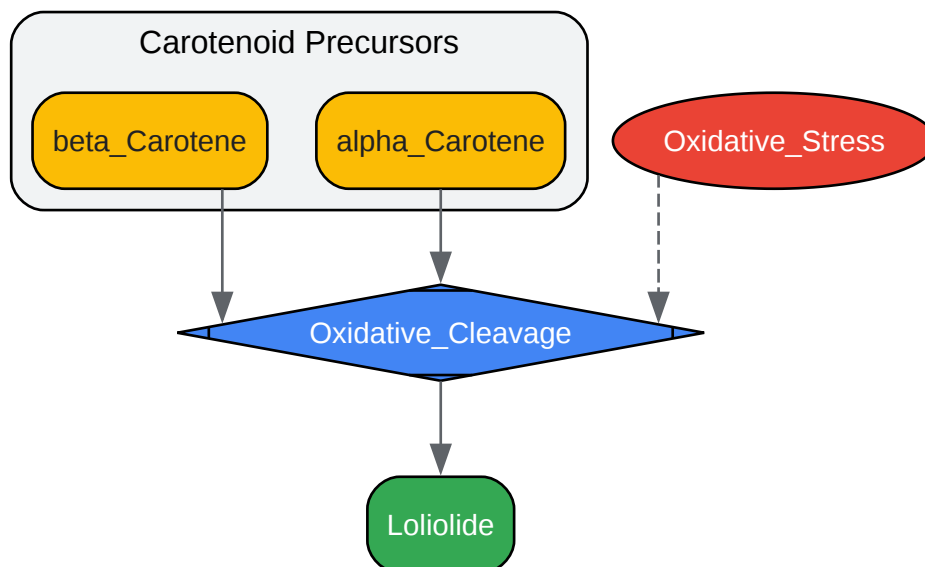 Carotenoid Precursors
beta_Carotene
alpha_Carotene
Oxidative_Stress
Oxidative_Cleavage
Loliolide